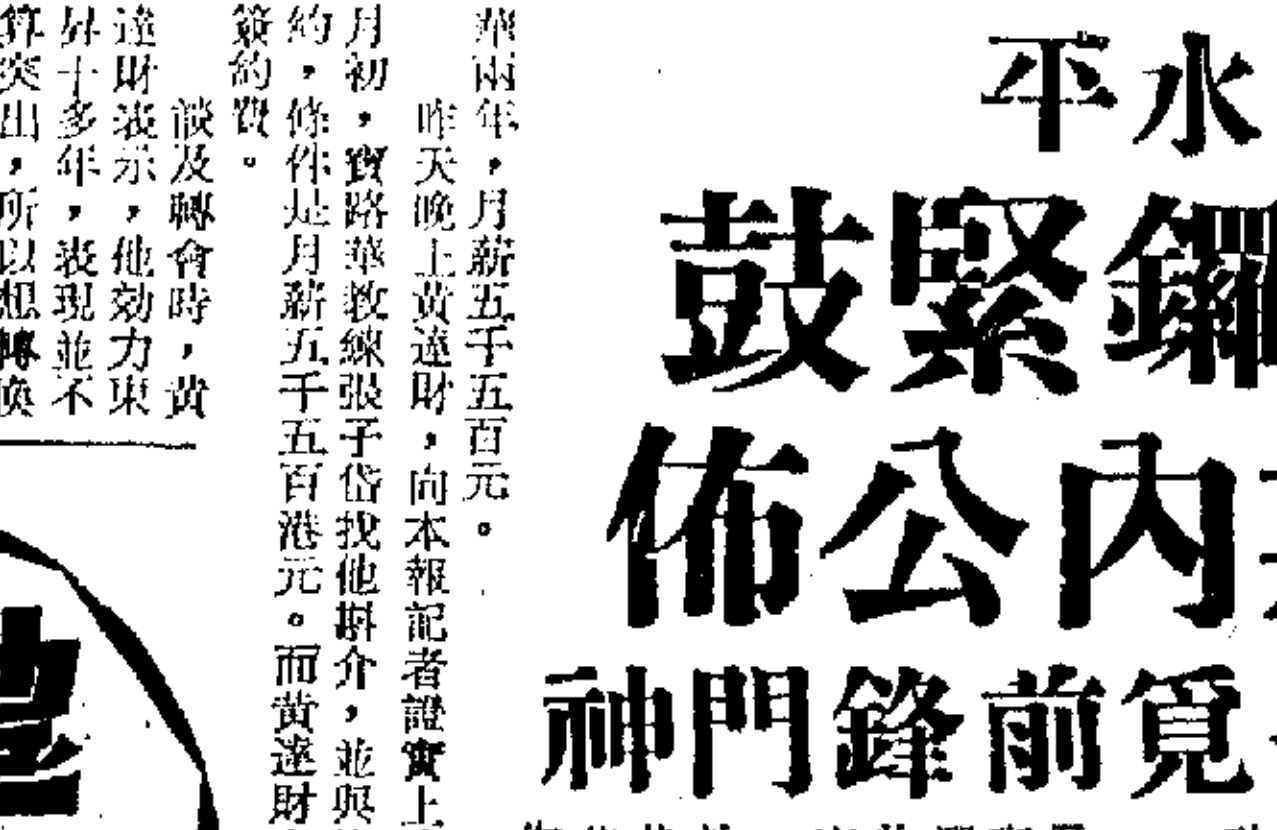 水平
鑼緊鼓
內公佈
覓前鋒門神
華兩年，月薪五千五百元。
昨天晚上黃達財，向本報記者證實上
月初，寶路華教練張子岱找他斟介，並與
約，條件是月薪五千五百港元。而黃達財
簽約費。
談及轉會時，黃
達財表示，他効力東
昇十多年，表現並不
算突出，所以想轉換